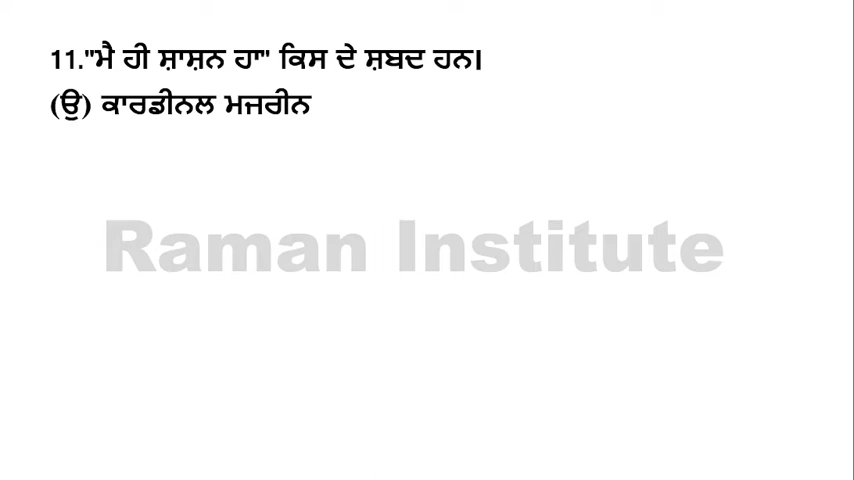 11."ਮੈ ਹੀ ਸ਼ਾਸ਼ਨ ਹਾ" ਕਿਸ ਦੇ ਸ਼ਬਦ ਹਨ।
(ਉ) ਕਾਰਡੀਨਲ ਮਜਰੀਨ
Raman Institute